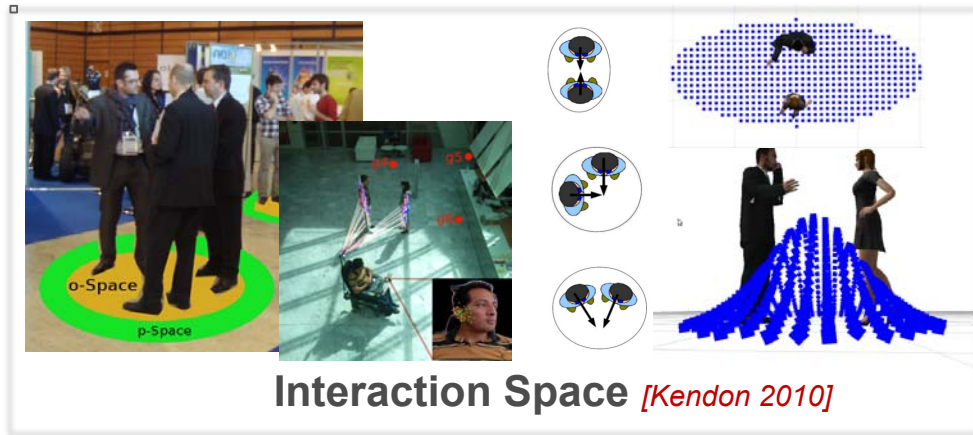 o-Space
p-Space
g4
g5
g6
Interaction Space [Kendon 2010]